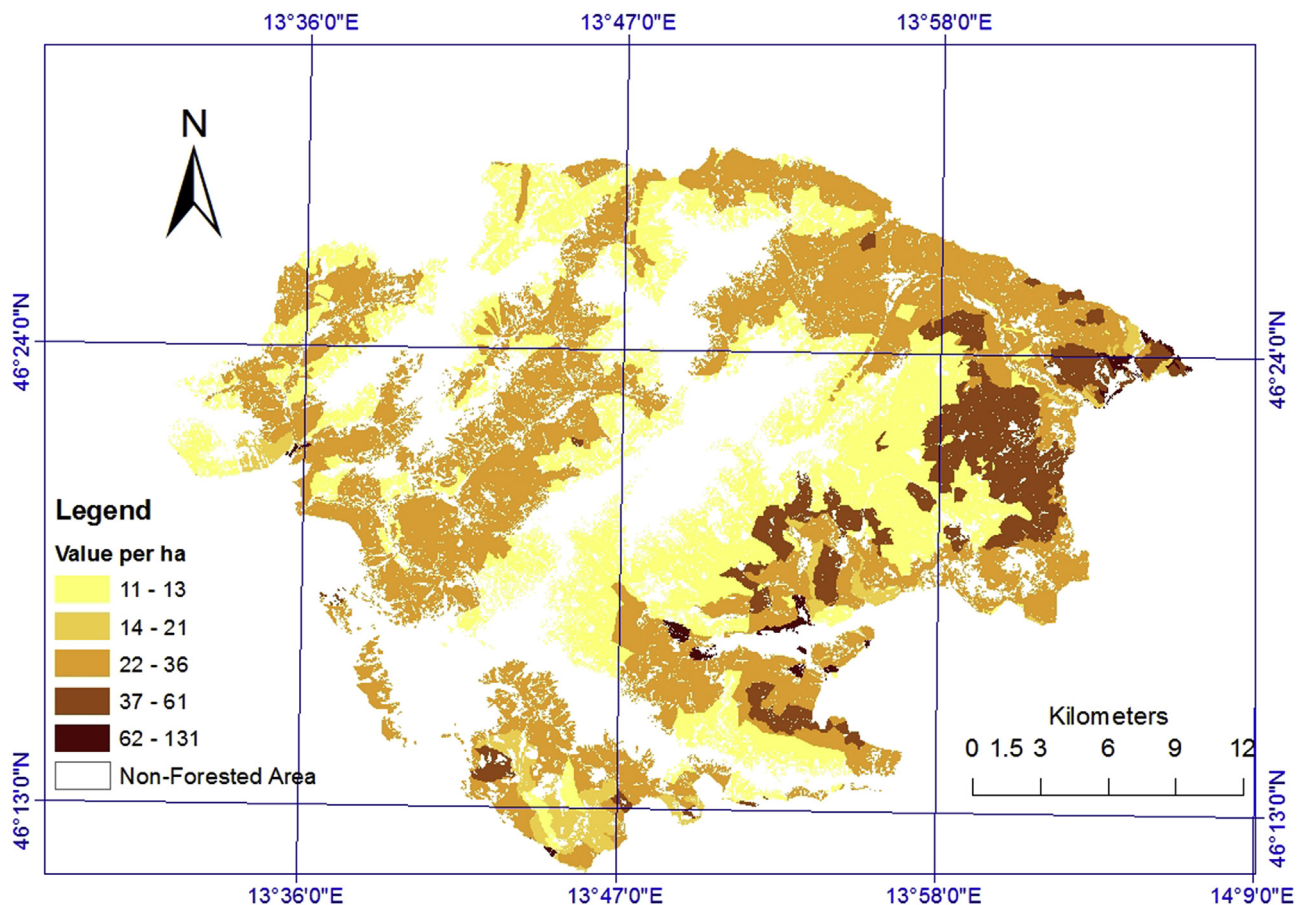 13°36'0"E 13°47'0"E 13°58'0"E
N
46°24'0"N
46°24'0"N
Legend
Value per ha
11 - 13
14 - 21
22 - 36
37 - 61
62 - 131
Non-Forested Area
Kilometers
0 1.5 3 6 9 12
46°13'0"N
46°13'0"N
13°36'0"E 13°47'0"E 13°58'0"E 14°9'0"E